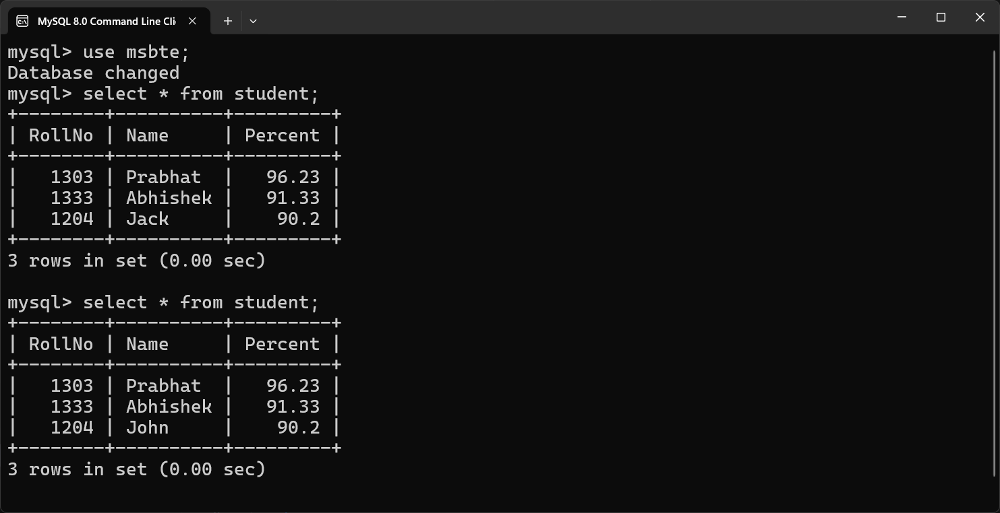 MySQL 8.0 Command Line Cli
mysql> use msbte;
Database changed
mysql> select * from student;
+--------+----------+---------+
| RollNo | Name     | Percent |
+--------+----------+---------+
|   1303 | Prabhat  |   96.23 |
|   1333 | Abhishek |   91.33 |
|   1204 | Jack     |    90.2 |
+--------+----------+---------+
3 rows in set (0.00 sec)

mysql> select * from student;
+--------+----------+---------+
| RollNo | Name     | Percent |
+--------+----------+---------+
|   1303 | Prabhat  |   96.23 |
|   1333 | Abhishek |   91.33 |
|   1204 | John     |    90.2 |
+--------+----------+---------+
3 rows in set (0.00 sec)